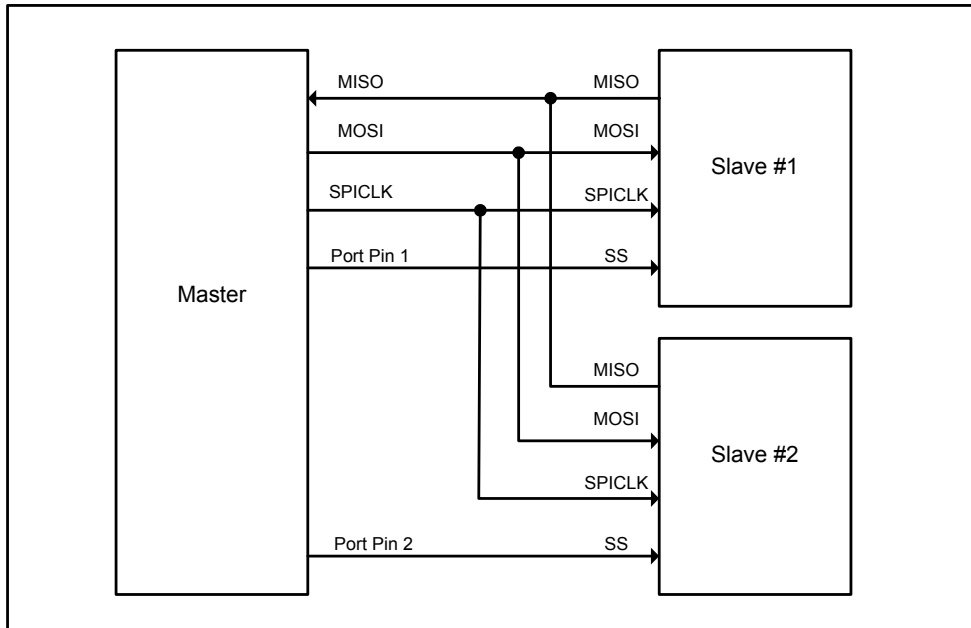 MISO MISO
MOSI MOSI
Slave #1
SPICLK SPICLK
Port Pin 1 SS
Master
MISO
MOSI
Slave #2
SPICLK
Port Pin 2 SS